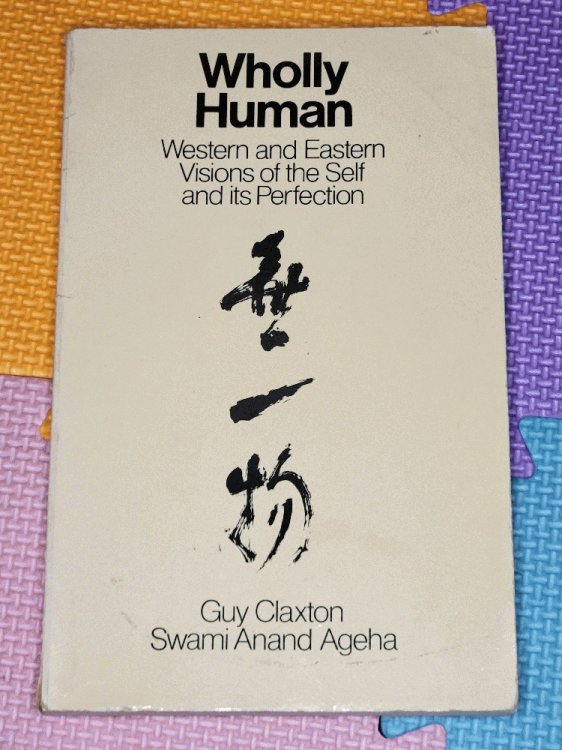 Wholly
Human
Western and Eastern
Visions of the Self
and its Perfection
無
一
物
Guy Claxton
Swami Anand Ageha